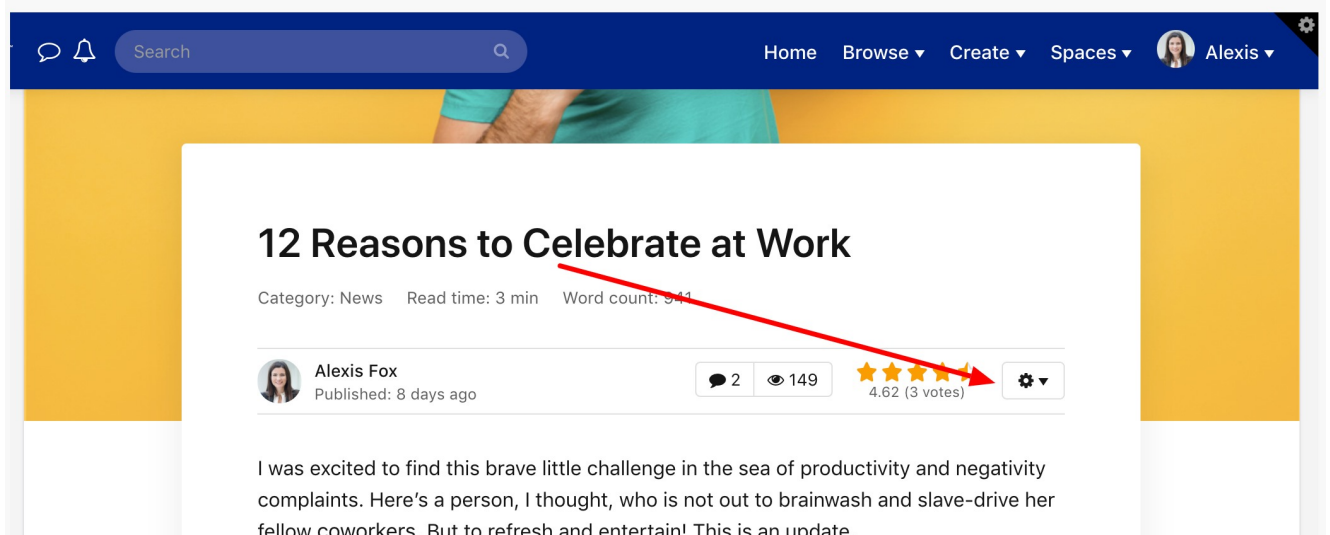 Search
Home Browse Create Spaces Alexis
12 Reasons to Celebrate at Work
Category: News Read time: 3 min Word count: 941
Alexis Fox
Published: 8 days ago
2 149
4.62 (3 votes)
I was excited to find this brave little challenge in the sea of productivity and negativity
complaints. Here’s a person, I thought, who is not out to brainwash and slave-drive her
fellow coworkers. But to refresh and entertain! This is an update